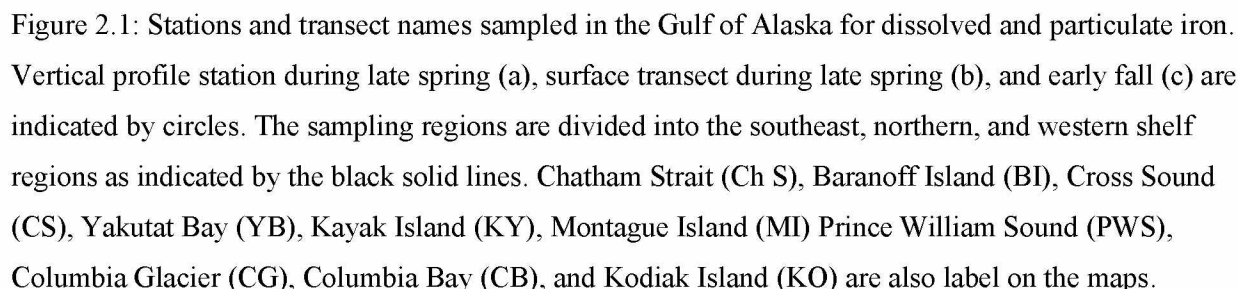 Figure 2.1: Stations and transect names sampled in the Gulf of Alaska for dissolved and particulate iron.
Vertical profile station during late spring (a), surface transect during late spring (b), and early fall (c) are
indicated by circles. The sampling regions are divided into the southeast, northern, and western shelf
regions as indicated by the black solid lines. Chatham Strait (Ch S), Baranoff Island (BI), Cross Sound
(CS), Yakutat Bay (YB), Kayak Island (KY), Montague Island (MI) Prince William Sound (PWS),
Columbia Glacier (CG), Columbia Bay (CB), and Kodiak Island (KO) are also label on the maps.